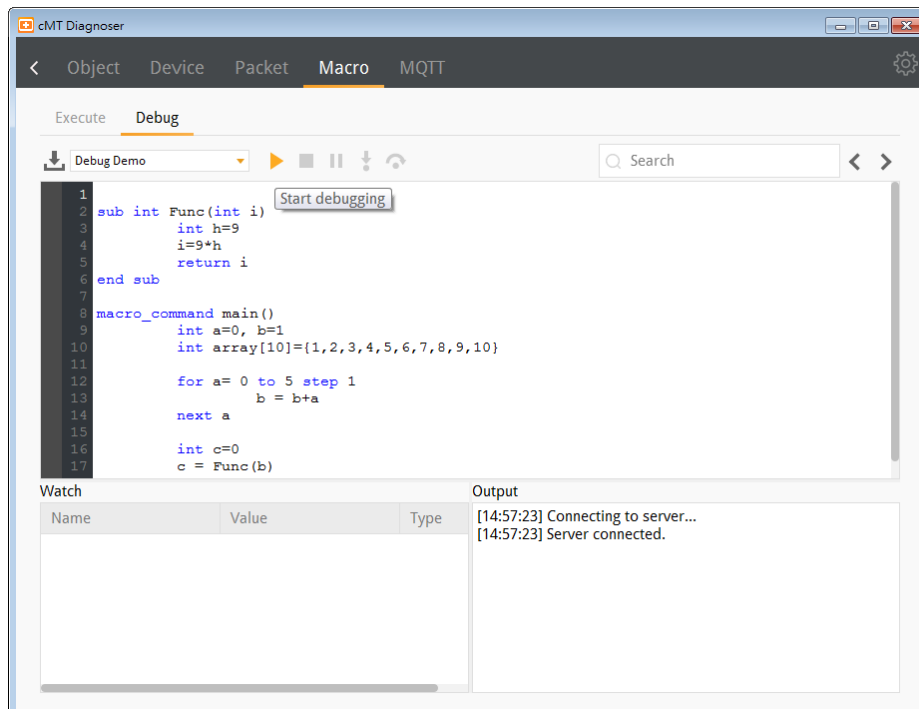 cMT Diagnoser
Object Device Packet Macro MQTT
Execute Debug
Debug Demo Search
Start debugging
1
2 sub int Func(int i)
3 int h=9
4 i=9*h
5 return i
6 end sub
7
8 macro_command main()
9 int a=0, b=1
10 int array[10]={1,2,3,4,5,6,7,8,9,10}
11
12 for a= 0 to 5 step 1
13 b = b+a
14 next a
15
16 int c=0
17 c = Func(b)
Watch
Name Value Type
Output
[14:57:23] Connecting to server...
[14:57:23] Server connected.